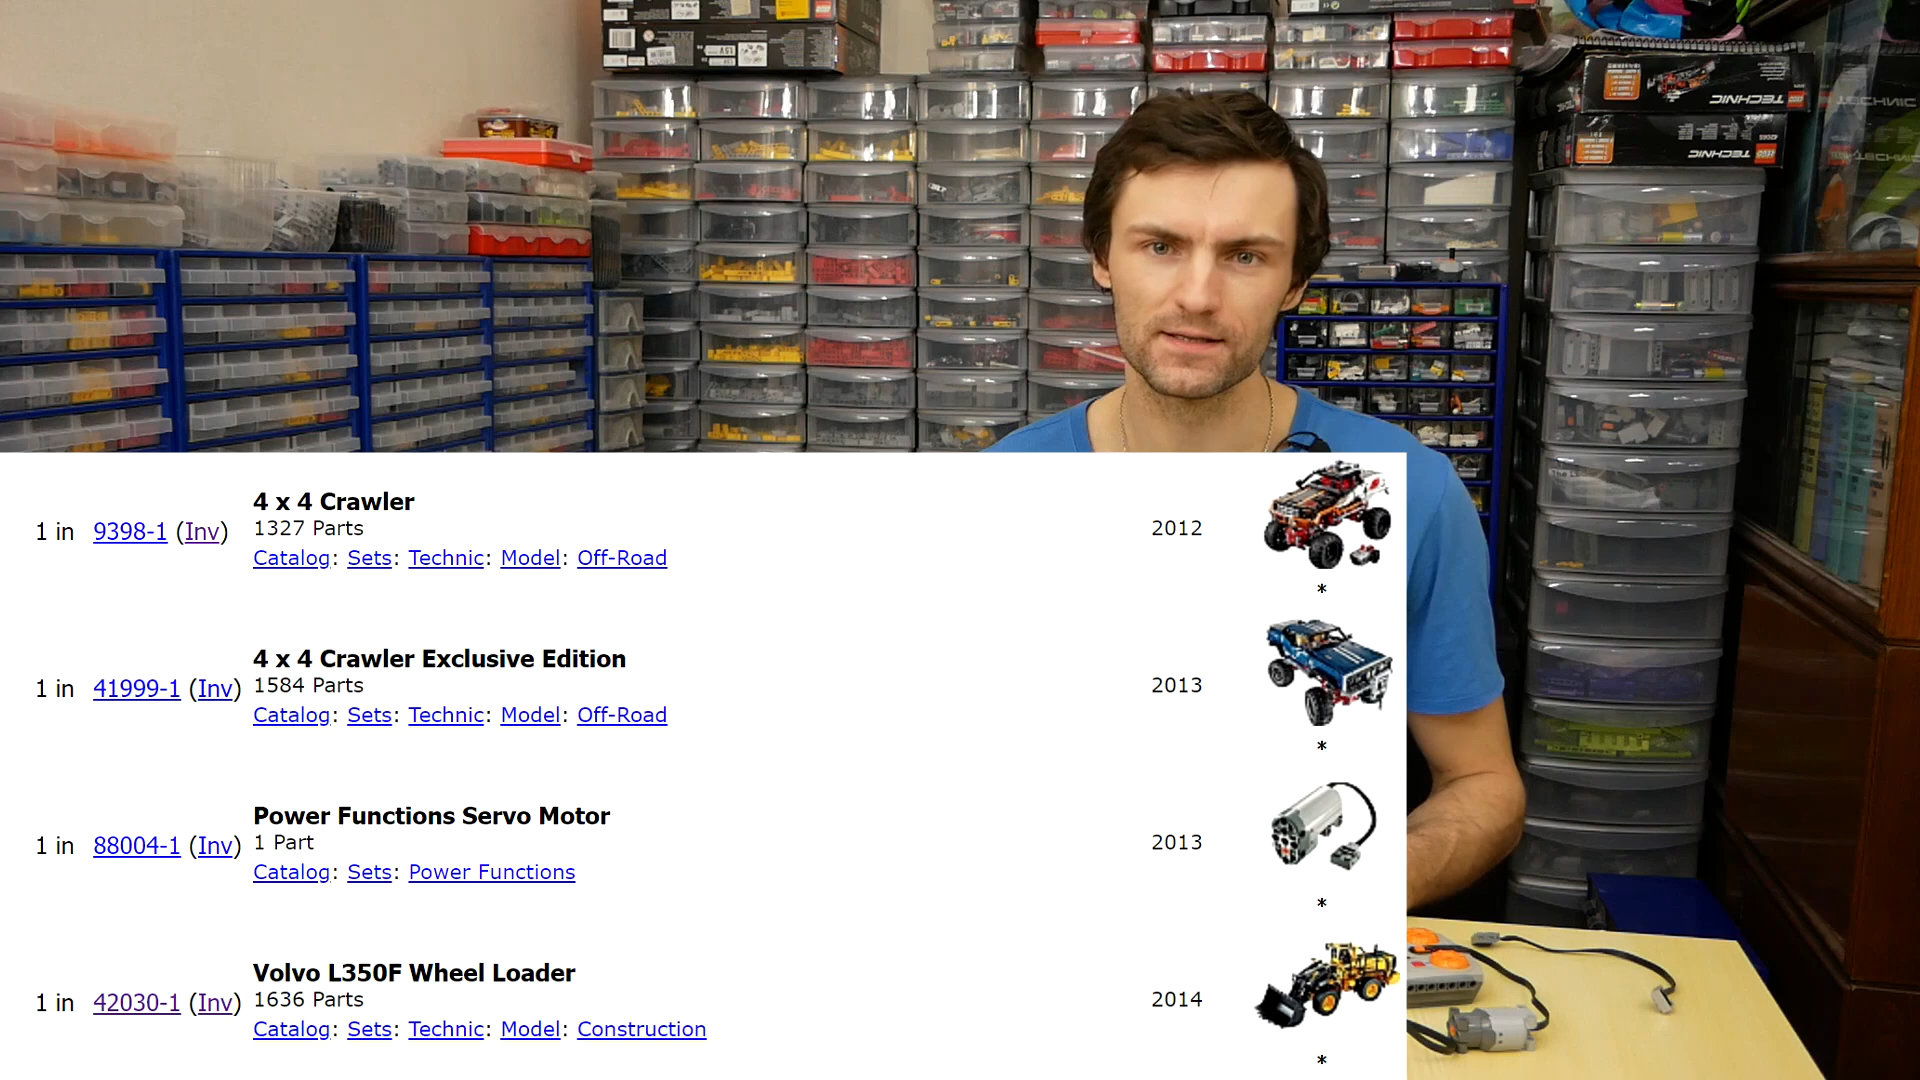 TECHNIC
LEGO
TECHNIC
LEGO
4 x 4 Crawler
1327 Parts
1 in 9398-1 (Inv)
2012
Catalog: Sets: Technic: Model: Off-Road
*
4 x 4 Crawler Exclusive Edition
1584 Parts
1 in 41999-1 (Inv)
2013
Catalog: Sets: Technic: Model: Off-Road
*
Power Functions Servo Motor
1 Part
1 in 88004-1 (Inv)
2013
Catalog: Sets: Power Functions
*
Volvo L350F Wheel Loader
1636 Parts
1 in 42030-1 (Inv)
2014
Catalog: Sets: Technic: Model: Construction
*